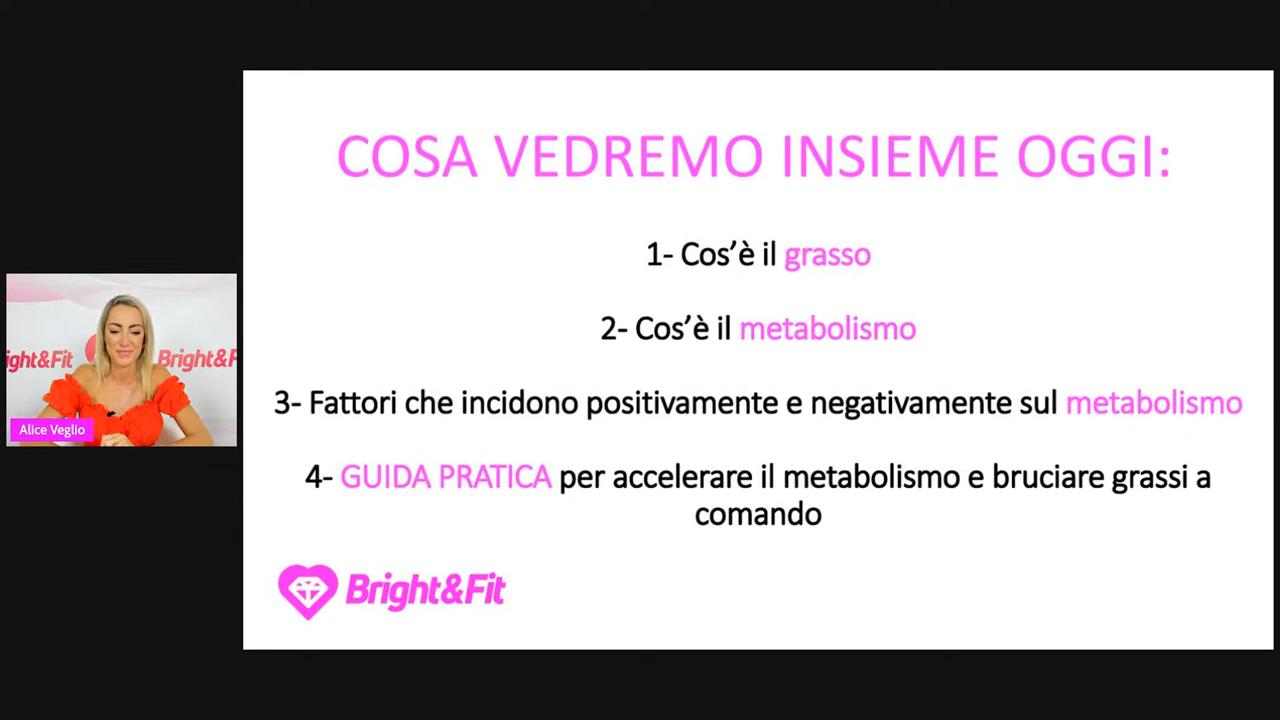 COSA VEDREMO INSIEME OGGI:
1- Cos’è il grasso
2- Cos’è il metabolismo
3- Fattori che incidono positivamente e negativamente sul metabolismo
4- GUIDA PRATICA per accelerare il metabolismo e bruciare grassi a
comando
Bright&Fit
ight&Fit
Bright&F
Alice Veglio